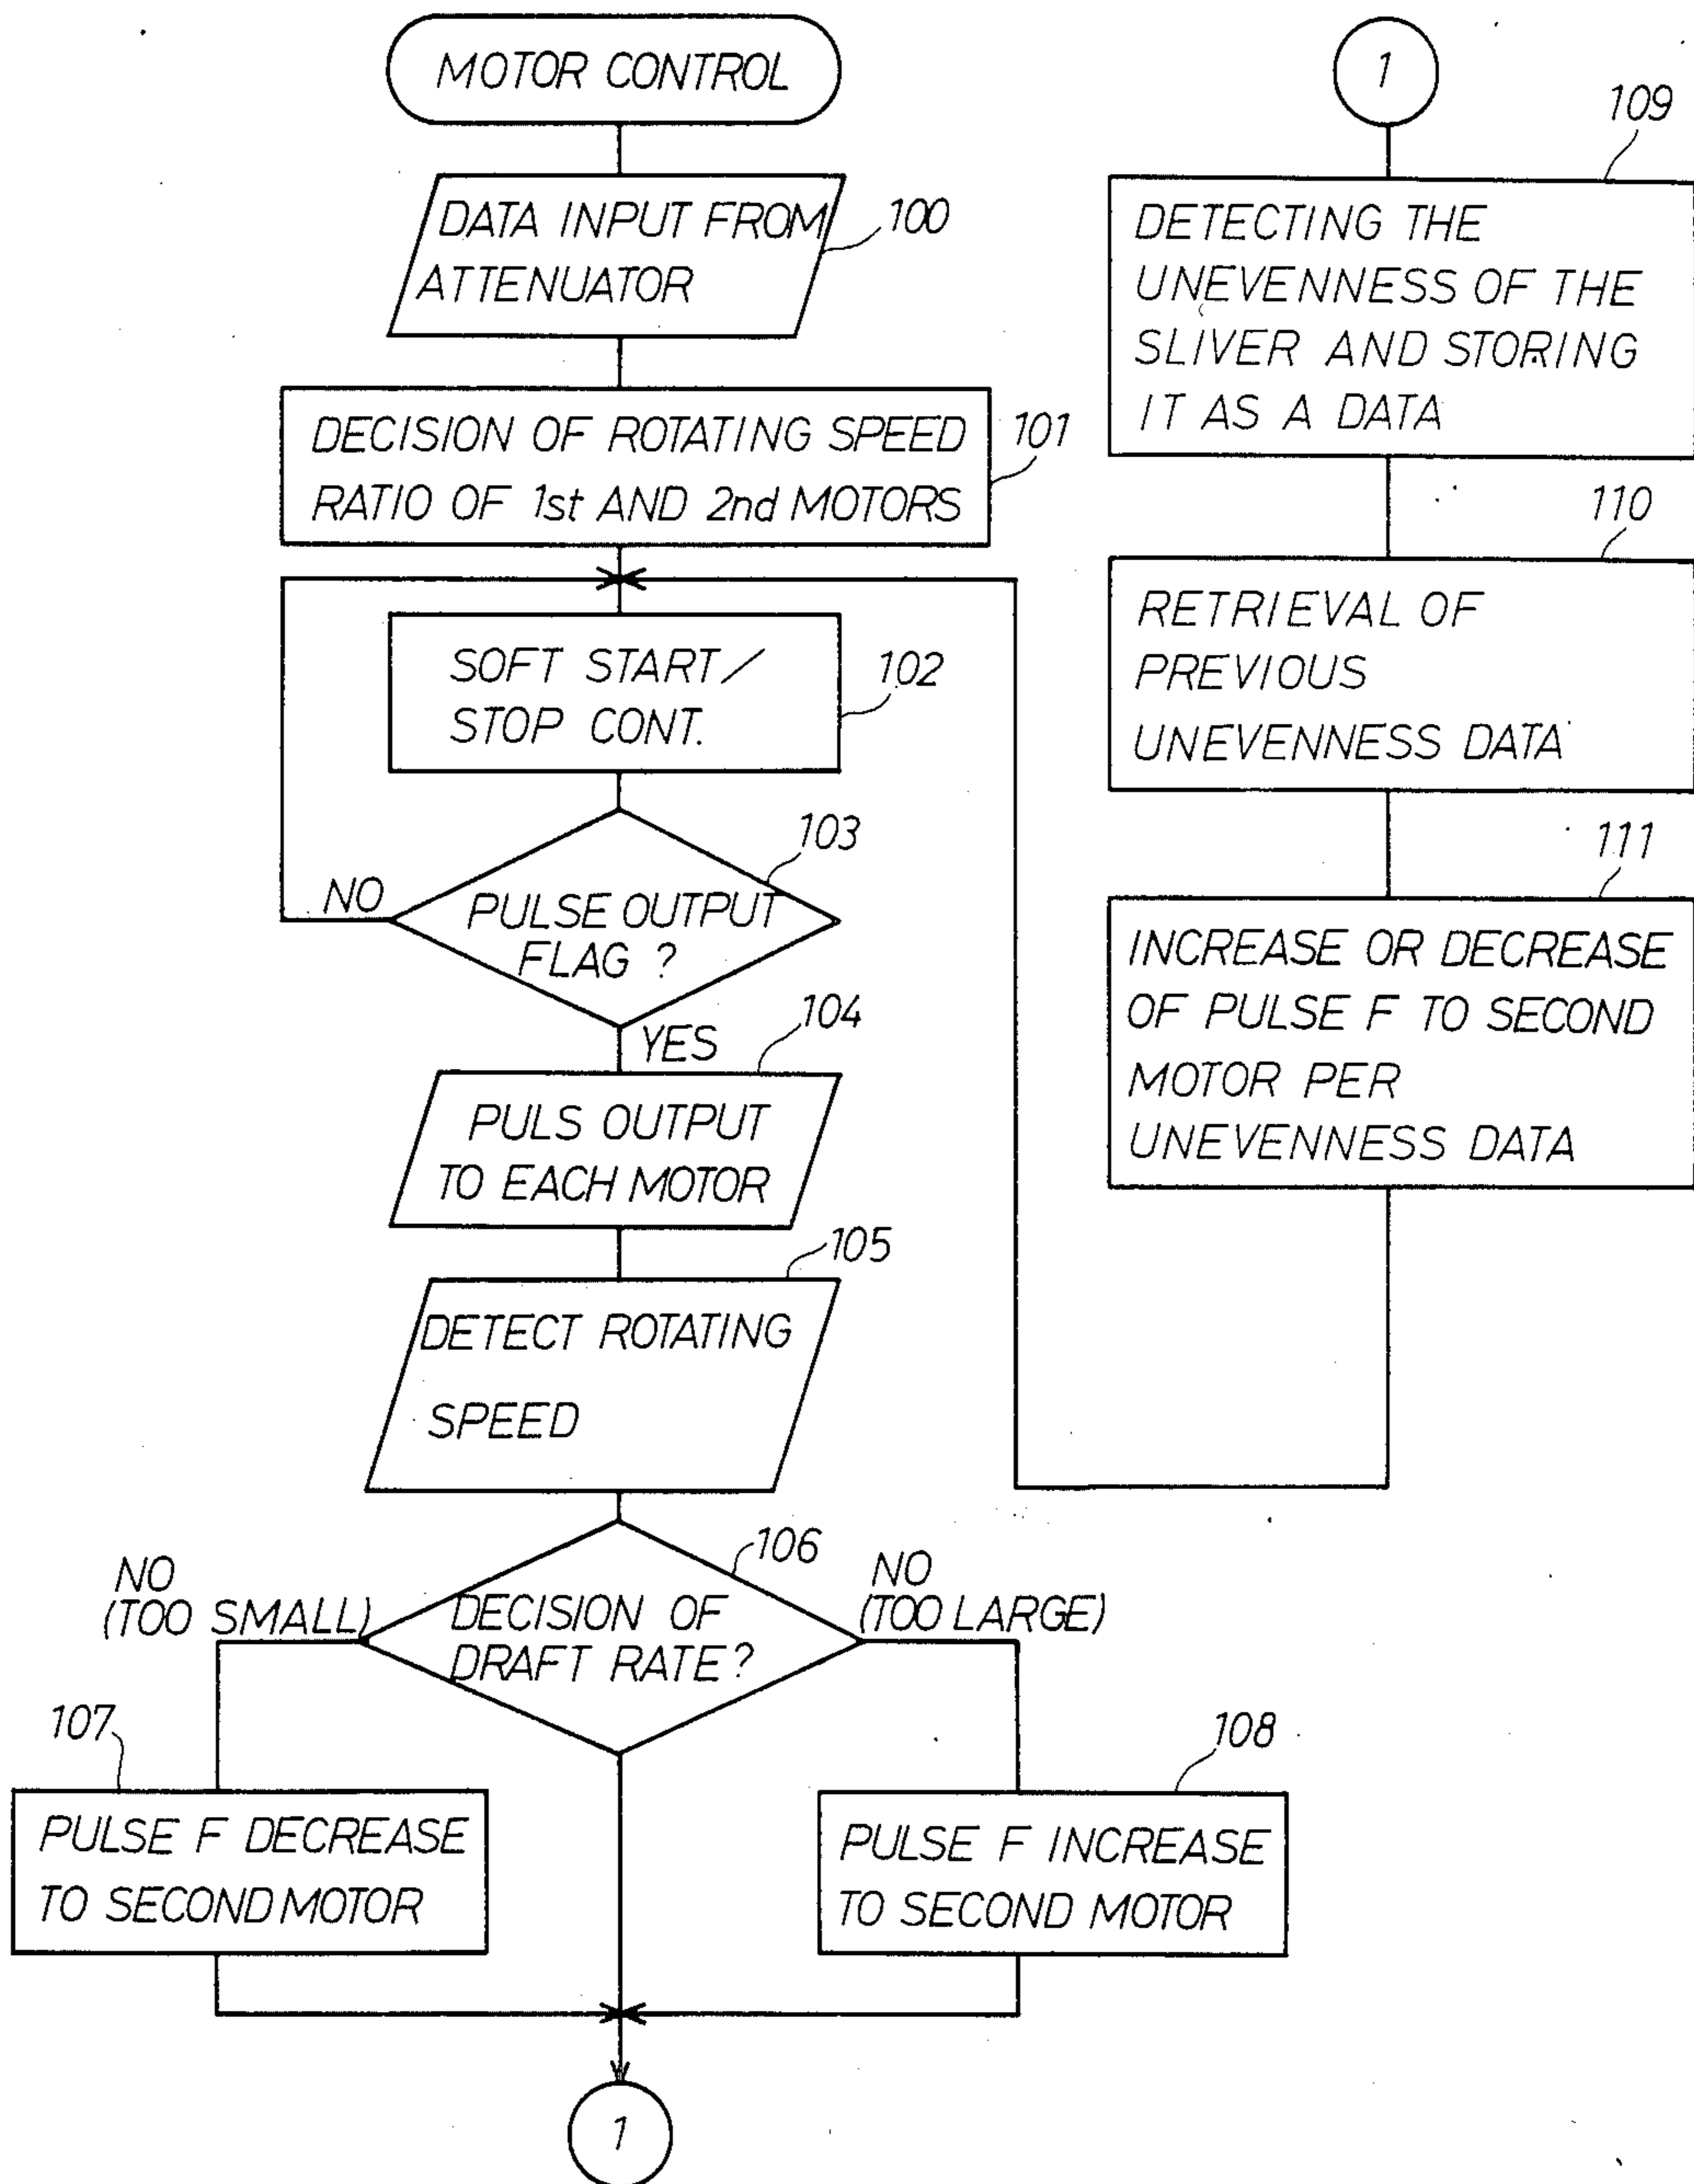 MOTOR CONTROL
DATA INPUT FROM
ATTENUATOR
100
DECISION OF ROTATING SPEED
RATIO OF 1st AND 2nd MOTORS
101
SOFT START/
STOP CONT.
102
103
NO
PULSE OUTPUT
FLAG ?
YES
104
PULS OUTPUT
TO EACH MOTOR
105
DETECT ROTATING
SPEED
106
NO
(TOO SMALL)
DECISION OF
DRAFT RATE?
NO
(TOO LARGE)
107
PULSE F DECREASE
TO SECOND MOTOR
108
PULSE F INCREASE
TO SECOND MOTOR
1
1
109
DETECTING THE
UNEVENNESS OF THE
SLIVER AND STORING
IT AS A DATA
110
RETRIEVAL OF
PREVIOUS
UNEVENNESS DATA
111
INCREASE OR DECREASE
OF PULSE F TO SECOND
MOTOR PER
UNEVENNESS DATA